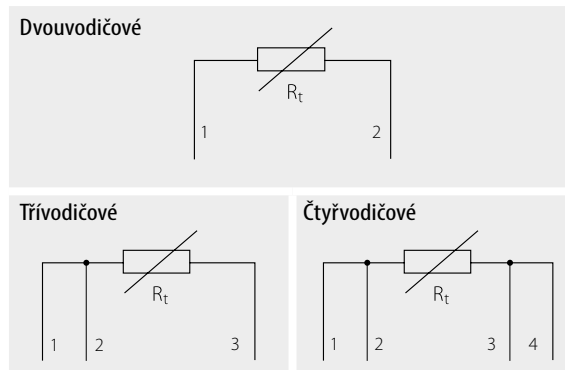 Dvouvodičové
Rt
1 2
Třívodičové
Rt
1 2 3
Čtyřvodičové
Rt
1 2 3 4